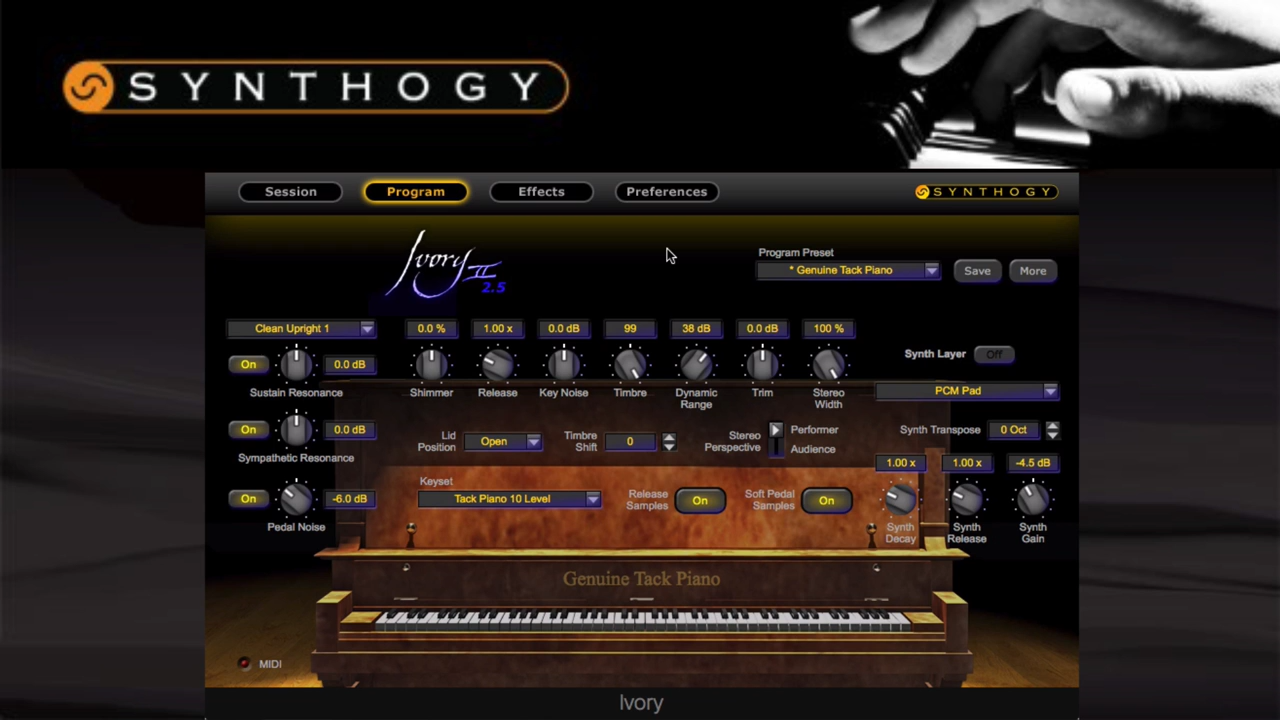 SYNTHOGY
Session Program Effects Preferences SYNTHOGY
Ivory II
2.5
Program Preset
* Genuine Tack Piano Save More
Clean Upright 1 0.0 % 1.00 x 0.0 dB 99 38 dB 0.0 dB 100 %
On 0.0 dB
Sustain Resonance Shimmer Release Key Noise Timbre Dynamic Range Trim Stereo Width
Synth Layer Off
PCM Pad
On 0.0 dB
Sympathetic Resonance
Lid Position Open Timbre Shift 0 Stereo Perspective Performer Audience
Synth Transpose 0 Oct
1.00 x 1.00 x -4.5 dB
Keyset
On -6.0 dB Tack Piano 10 Level Release Samples On Soft Pedal Samples On
Pedal Noise Synth Decay Synth Release Synth Gain
Genuine Tack Piano
MIDI
Ivory